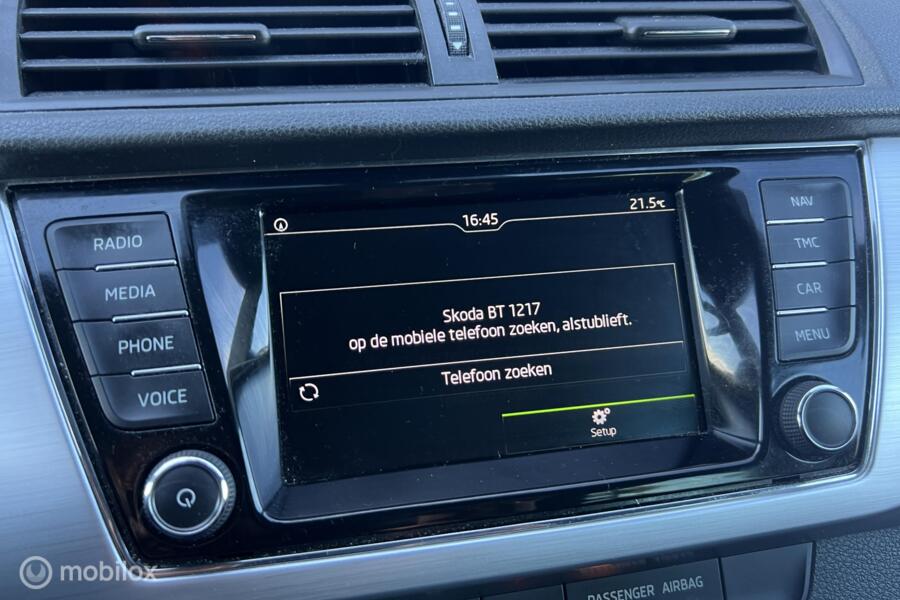 16:45
21.5°C
RADIO
MEDIA
PHONE
VOICE
Skoda BT 1217
op de mobiele telefoon zoeken, alstublieft.
Telefoon zoeken
Setup
NAV
TMC
CAR
MENU
PASSENGER AIRBAG
mobilox